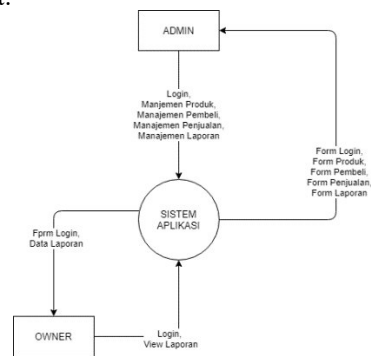 ADMIN
Login,
Manjemen Produk,
Manajemen Pembeli,
Manajemen Penjualan,
Manajemen Laporan
Form Login,
Form Produk,
Form Pembeli,
Form Penjualan,
Form Laporan
SISTEM
APLIKASI
Fprm Login,
Data Laporan
OWNER
Login,
View Laporan